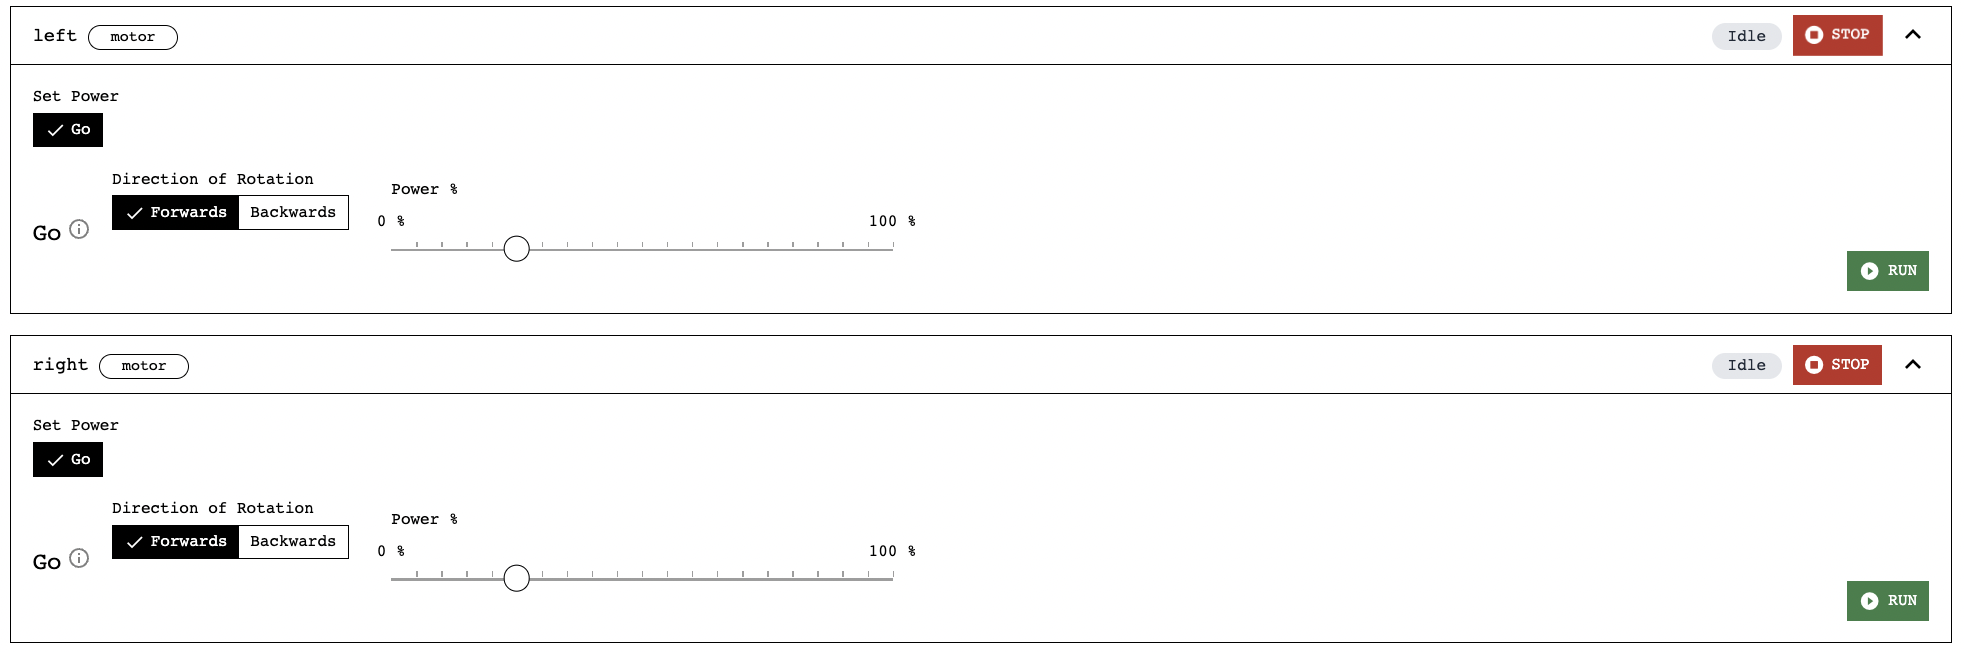 left motor Idle STOP
Set Power
Go
Direction of Rotation
Power %
Forwards Backwards
0 % 100 %
Go
RUN
right motor Idle STOP
Set Power
Go
Direction of Rotation
Power %
Forwards Backwards
0 % 100 %
Go
RUN